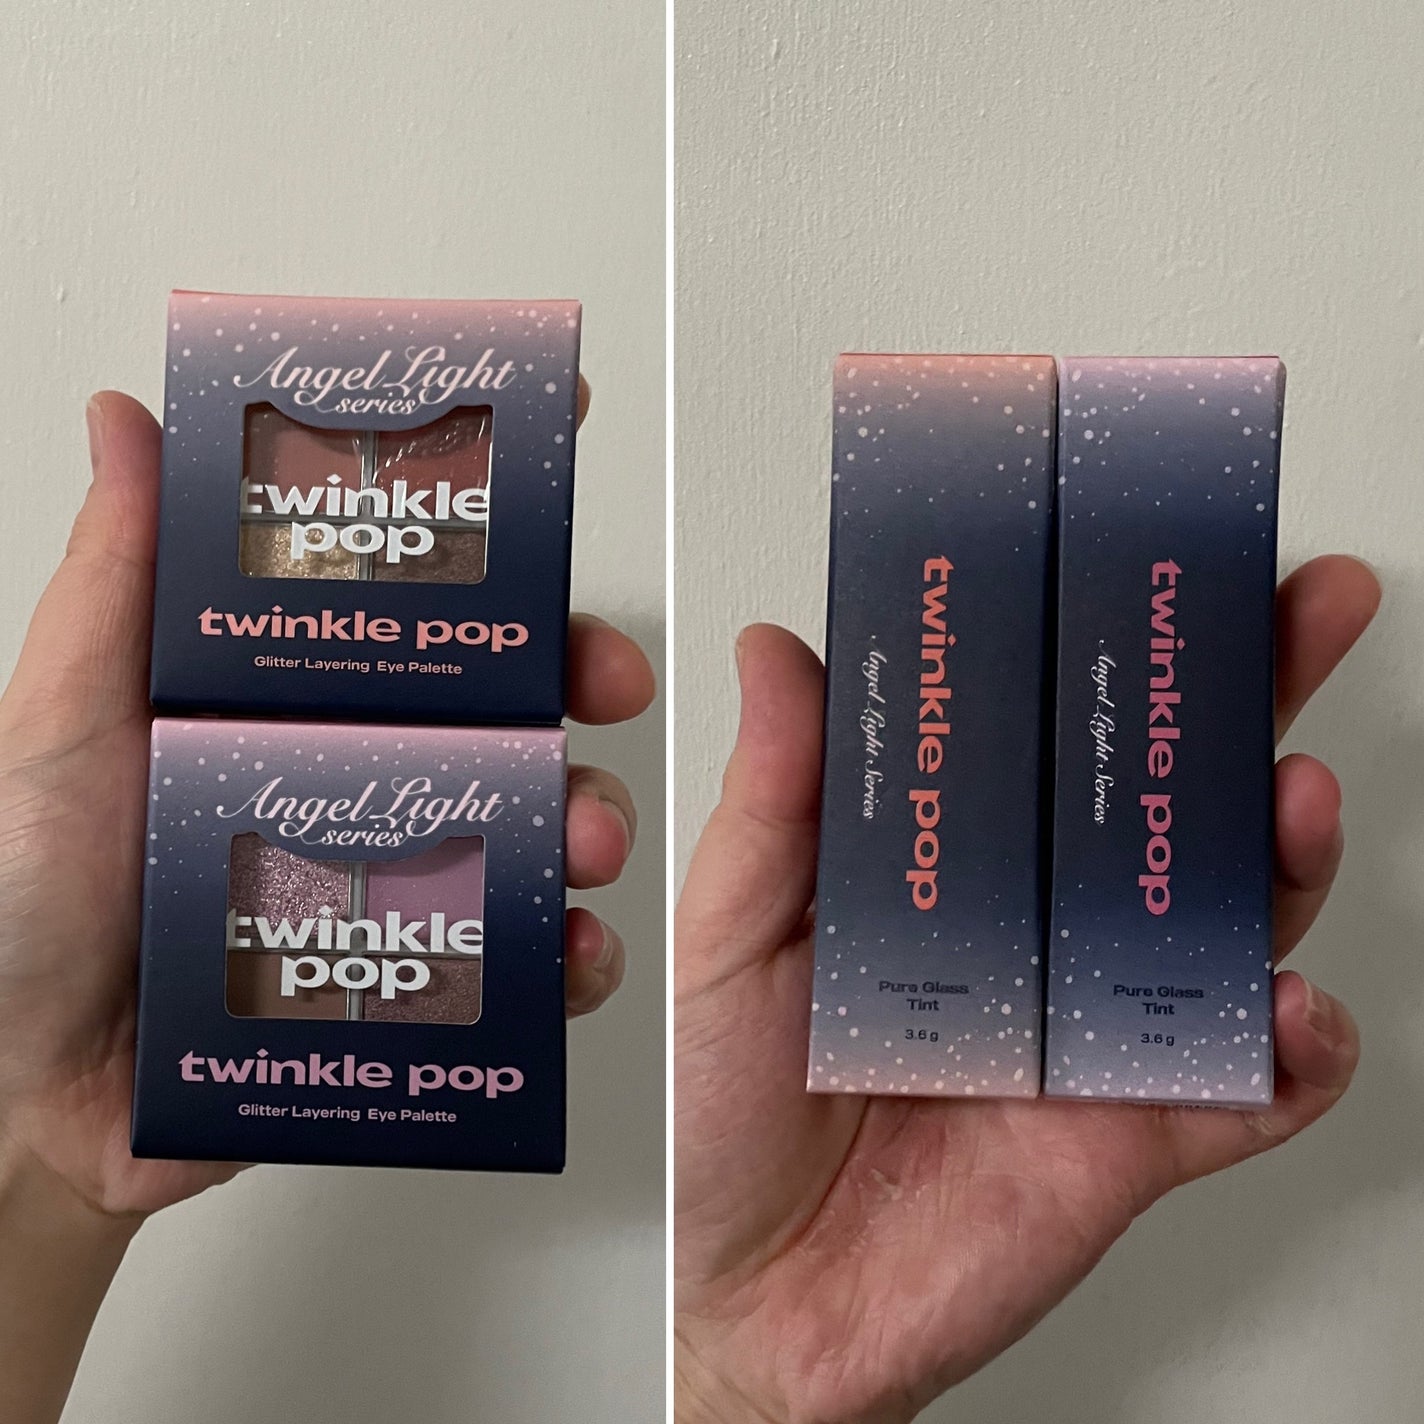 Angel Light
series
twinkle
pop
twinkle pop
Glitter Layering Eye Palette
Angel Light
series
twinkle
pop
twinkle pop
Glitter Layering Eye Palette
twinkle pop
Angel Light Series
Pure Glass
Tint
3.6 g
twinkle pop
Angel Light Series
Pure Glass
Tint
3.6 g